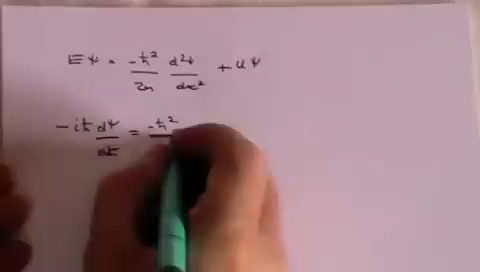 Eψ = -ħ²/2m d²ψ/dx² + Uψ
-iħ dψ/dt = -ħ²